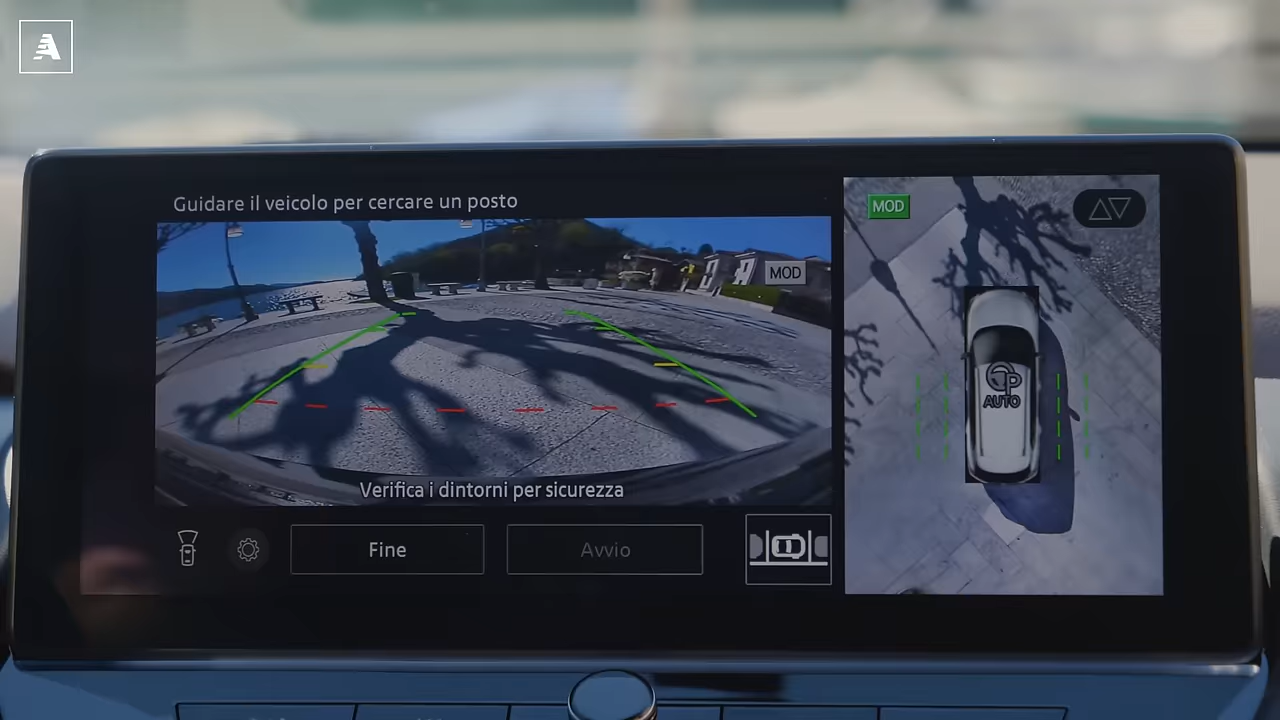 A
Guidare il veicolo per cercare un posto
MOD
MOD
P
AUTO
Verifica i dintorni per sicurezza
Fine
Avvio